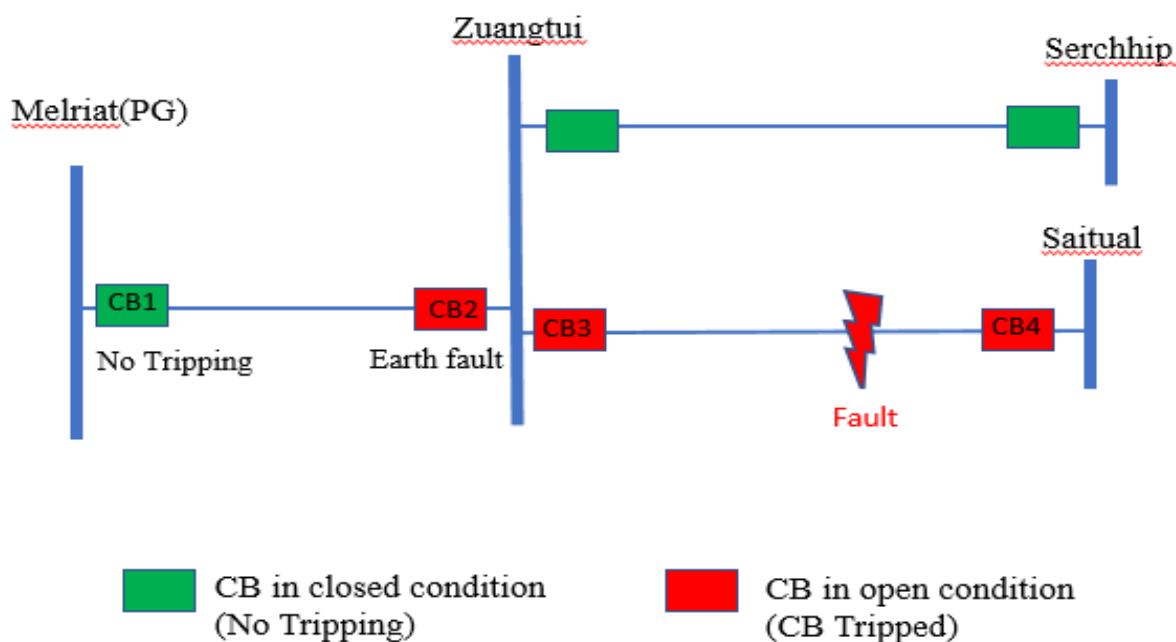 Zuangtui
Serchhip
Melriat(PG)
Saitual
CB1
CB2
CB3
CB4
No Tripping
Earth fault
Fault
CB in closed condition
(No Tripping)
CB in open condition
(CB Tripped)